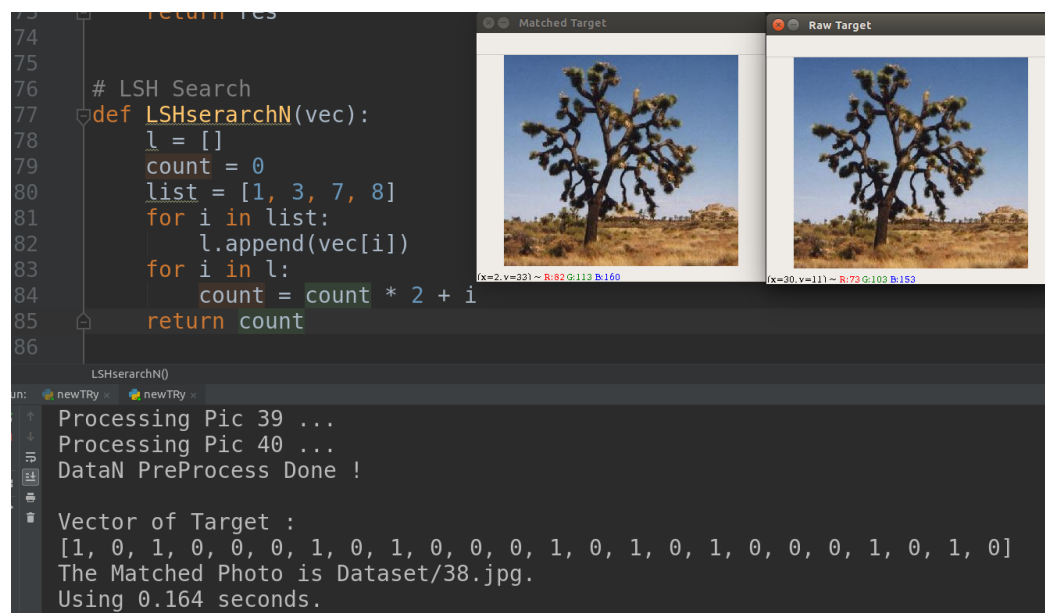 73 return res
74
75
76 # LSH Search
77 def LSHserarchN(vec):
78 l = []
79 count = 0
80 list = [1, 3, 7, 8]
81 for i in list:
82 l.append(vec[i])
83 for i in l:
84 count = count * 2 + i
85 return count
86
Matched Target
(x=2, y=33) ~ R:82 G:113 B:160
Raw Target
(x=30, y=11) ~ R:73 G:103 B:153
LSHserarchN()
un: newTRy × newTRy ×
Processing Pic 39 ...
Processing Pic 40 ...
DataN PreProcess Done !
Vector of Target :
[1, 0, 1, 0, 0, 0, 1, 0, 1, 0, 0, 0, 1, 0, 1, 0, 1, 0, 0, 0, 1, 0, 1, 0]
The Matched Photo is Dataset/38.jpg.
Using 0.164 seconds.